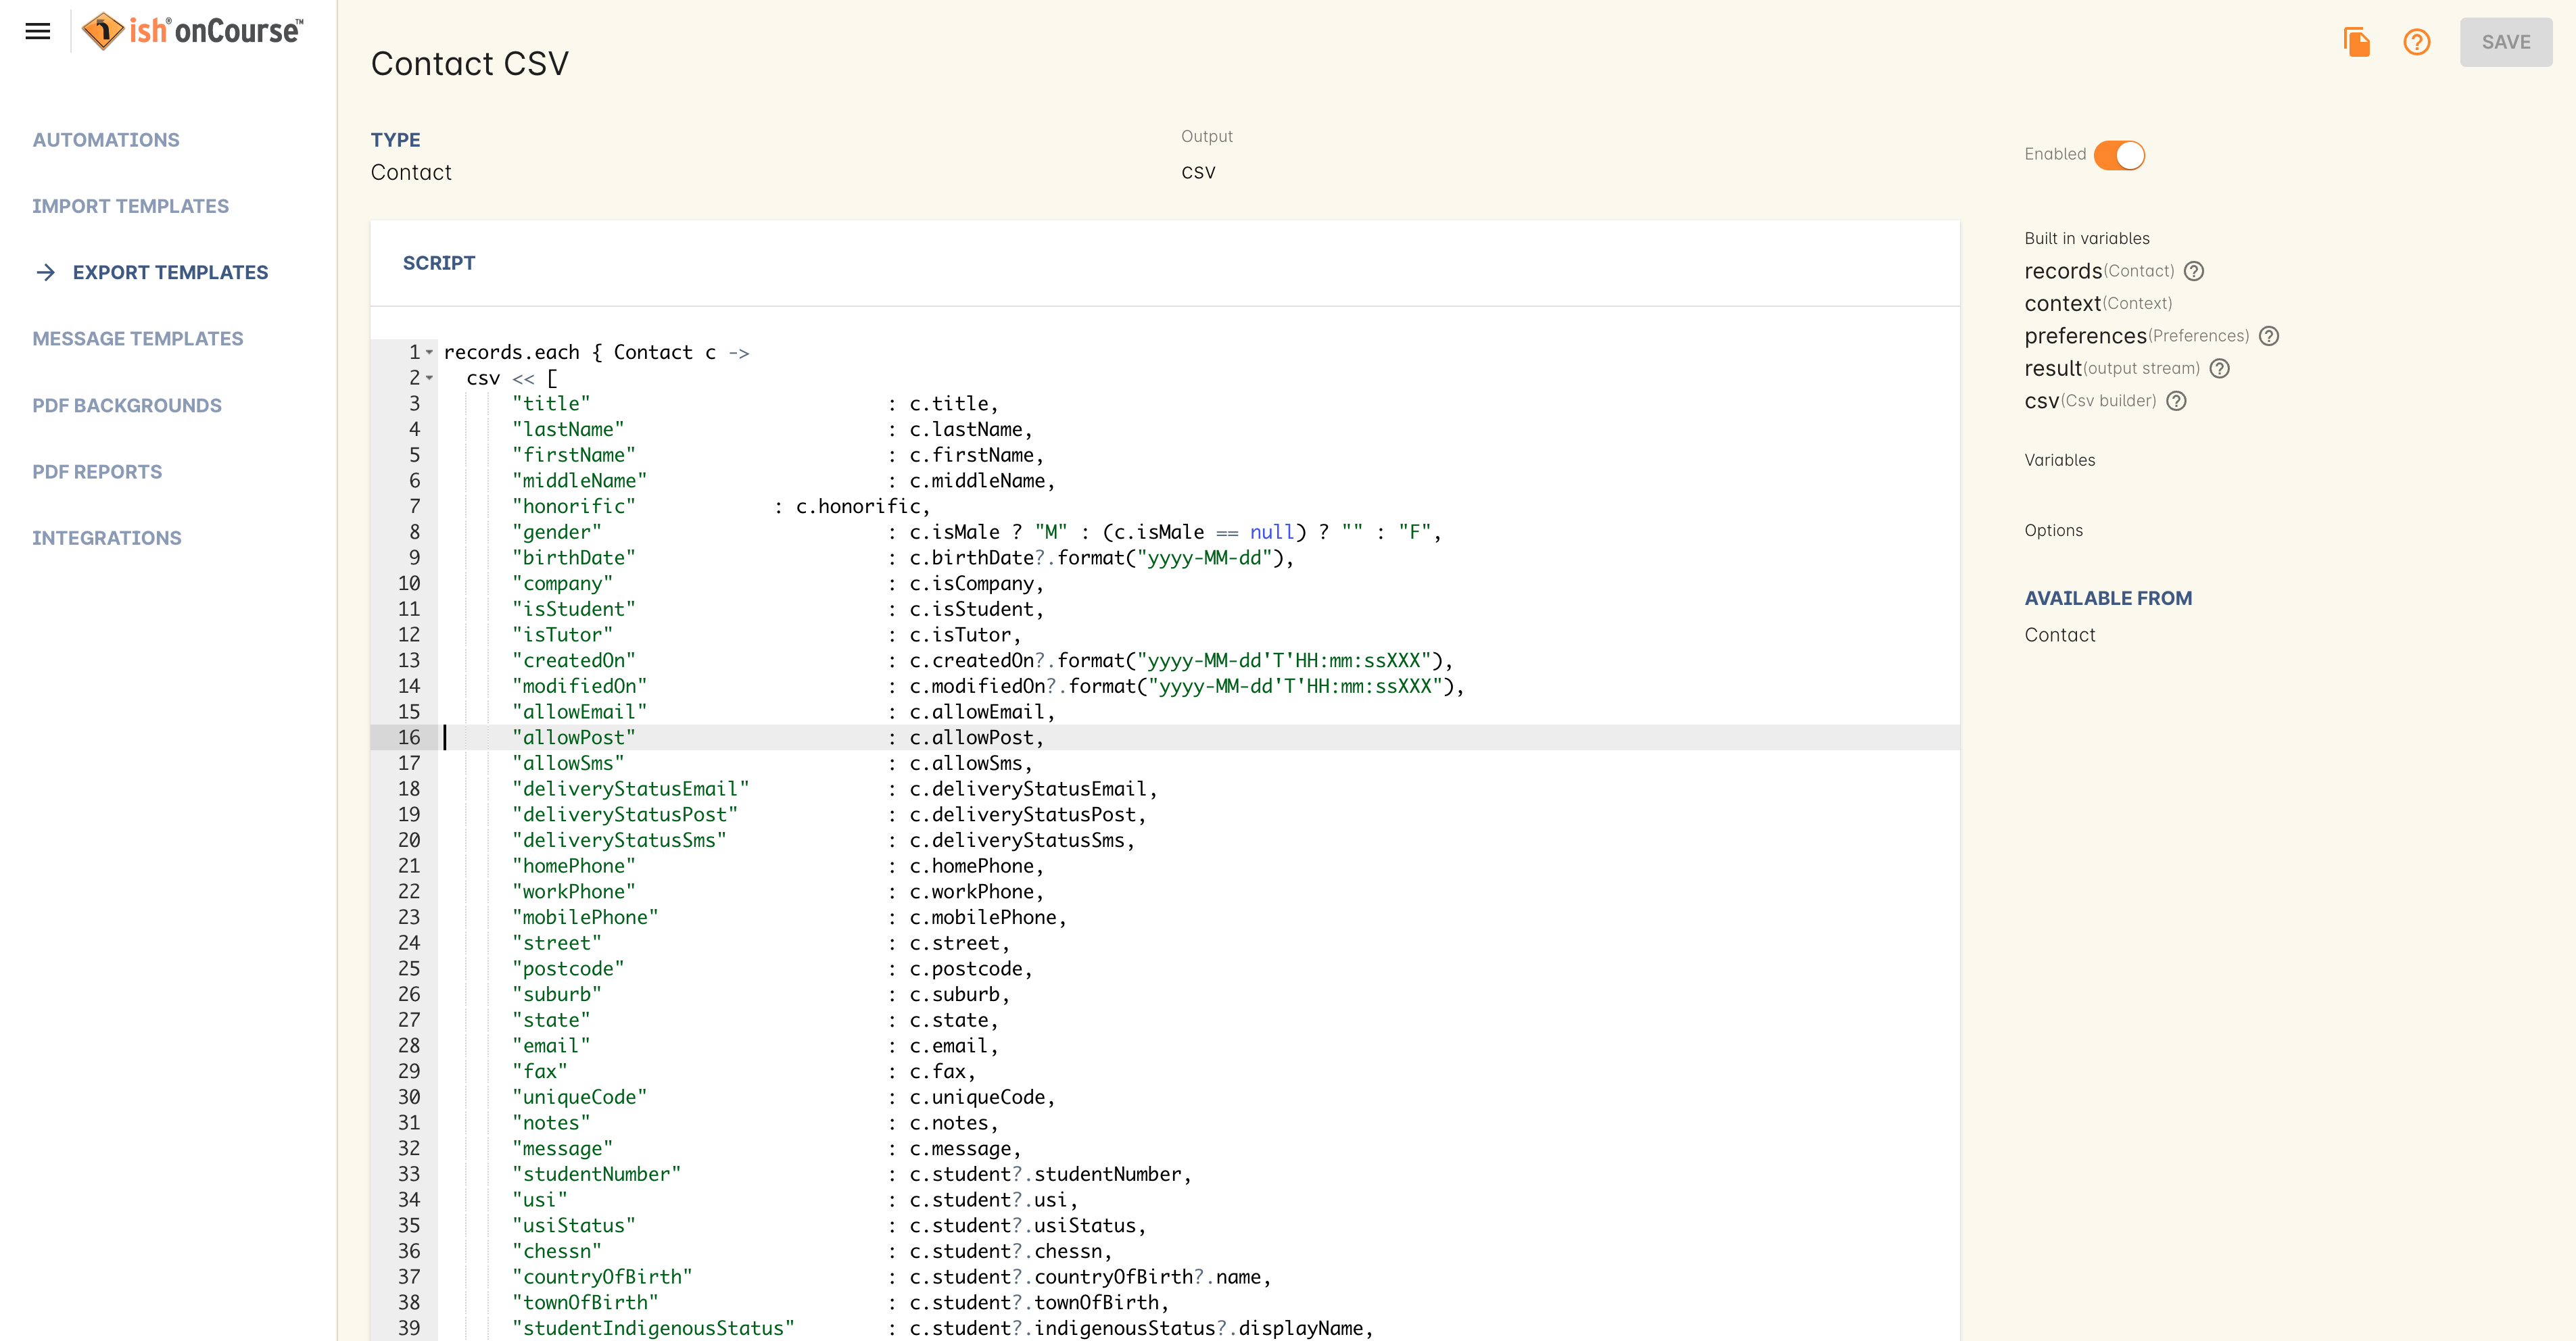 ish® onCourse™
AUTOMATIONS
IMPORT TEMPLATES
→ EXPORT TEMPLATES
MESSAGE TEMPLATES
PDF BACKGROUNDS
PDF REPORTS
INTEGRATIONS
Contact CSV
SAVE
TYPE
Contact
Output
csv
Enabled
SCRIPT
1 records.each { Contact c ->
2   csv << [
3       "title"                          : c.title,
4       "lastName"                       : c.lastName,
5       "firstName"                      : c.firstName,
6       "middleName"                     : c.middleName,
7       "honorific"            : c.honorific,
8       "gender"                         : c.isMale ? "M" : (c.isMale == null) ? "" : "F",
9       "birthDate"                      : c.birthDate?.format("yyyy-MM-dd"),
10       "company"                        : c.isCompany,
11       "isStudent"                      : c.isStudent,
12       "isTutor"                        : c.isTutor,
13       "createdOn"                      : c.createdOn?.format("yyyy-MM-dd'T'HH:mm:ssXXX"),
14       "modifiedOn"                     : c.modifiedOn?.format("yyyy-MM-dd'T'HH:mm:ssXXX"),
15       "allowEmail"                     : c.allowEmail,
16       "allowPost"                      : c.allowPost,
17       "allowSms"                       : c.allowSms,
18       "deliveryStatusEmail"            : c.deliveryStatusEmail,
19       "deliveryStatusPost"             : c.deliveryStatusPost,
20       "deliveryStatusSms"              : c.deliveryStatusSms,
21       "homePhone"                      : c.homePhone,
22       "workPhone"                      : c.workPhone,
23       "mobilePhone"                    : c.mobilePhone,
24       "street"                         : c.street,
25       "postcode"                       : c.postcode,
26       "suburb"                         : c.suburb,
27       "state"                          : c.state,
28       "email"                          : c.email,
29       "fax"                            : c.fax,
30       "uniqueCode"                     : c.uniqueCode,
31       "notes"                          : c.notes,
32       "message"                        : c.message,
33       "studentNumber"                  : c.student?.studentNumber,
34       "usi"                            : c.student?.usi,
35       "usiStatus"                      : c.student?.usiStatus,
36       "chessn"                         : c.student?.chessn,
37       "countryOfBirth"                 : c.student?.countryOfBirth?.name,
38       "townOfBirth"                    : c.student?.townOfBirth,
39       "studentIndigenousStatus"        : c.student?.indigenousStatus?.displayName,
Built in variables
records(Contact) ?
context(Context)
preferences(Preferences) ?
result(output stream) ?
csv(Csv builder) ?
Variables
Options
AVAILABLE FROM
Contact